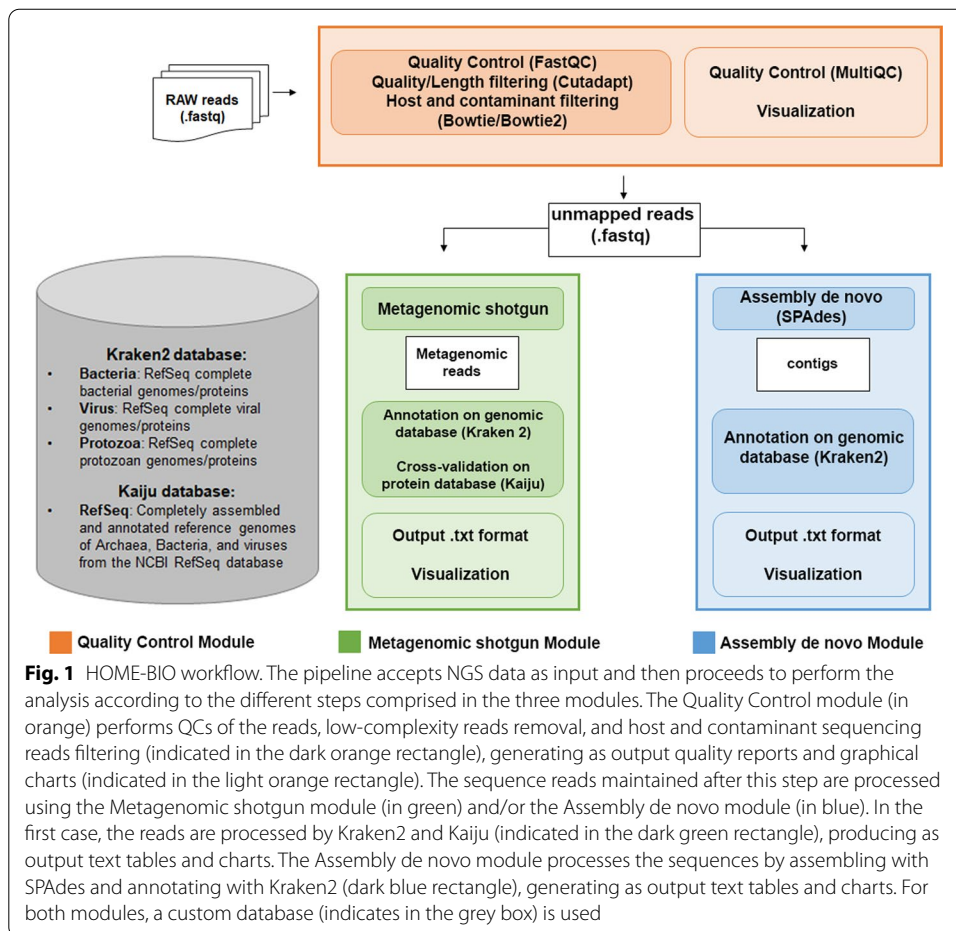 RAW reads
(.fastq)
Quality Control (FastQC)
Quality/Length filtering (Cutadapt)
Host and contaminant filtering
(Bowtie/Bowtie2)
Quality Control (MultiQC)
Visualization
unmapped reads
(.fastq)
Kraken2 database:
• Bacteria: RefSeq complete
bacterial genomes/proteins
• Virus: RefSeq complete viral
genomes/proteins
• Protozoa: RefSeq complete
protozoan genomes/proteins
Kaiju database:
• RefSeq: Completely assembled
and annotated reference genomes
of Archaea, Bacteria, and viruses
from the NCBI RefSeq database
Metagenomic shotgun
Metagenomic
reads
Annotation on genomic
database (Kraken 2)
Cross-validation on
protein database (Kaiju)
Output .txt format
Visualization
Assembly de novo
(SPAdes)
contigs
Annotation on genomic
database (Kraken2)
Output .txt format
Visualization
Quality Control Module
Metagenomic shotgun Module
Assembly de novo Module
Fig. 1 HOME-BIO workflow. The pipeline accepts NGS data as input and then proceeds to perform the
analysis according to the different steps comprised in the three modules. The Quality Control module (in
orange) performs QCs of the reads, low-complexity reads removal, and host and contaminant sequencing
reads filtering (indicated in the dark orange rectangle), generating as output quality reports and graphical
charts (indicated in the light orange rectangle). The sequence reads maintained after this step are processed
using the Metagenomic shotgun module (in green) and/or the Assembly de novo module (in blue). In the
first case, the reads are processed by Kraken2 and Kaiju (indicated in the dark green rectangle), producing as
output text tables and charts. The Assembly de novo module processes the sequences by assembling with
SPAdes and annotating with Kraken2 (dark blue rectangle), generating as output text tables and charts. For
both modules, a custom database (indicates in the grey box) is used